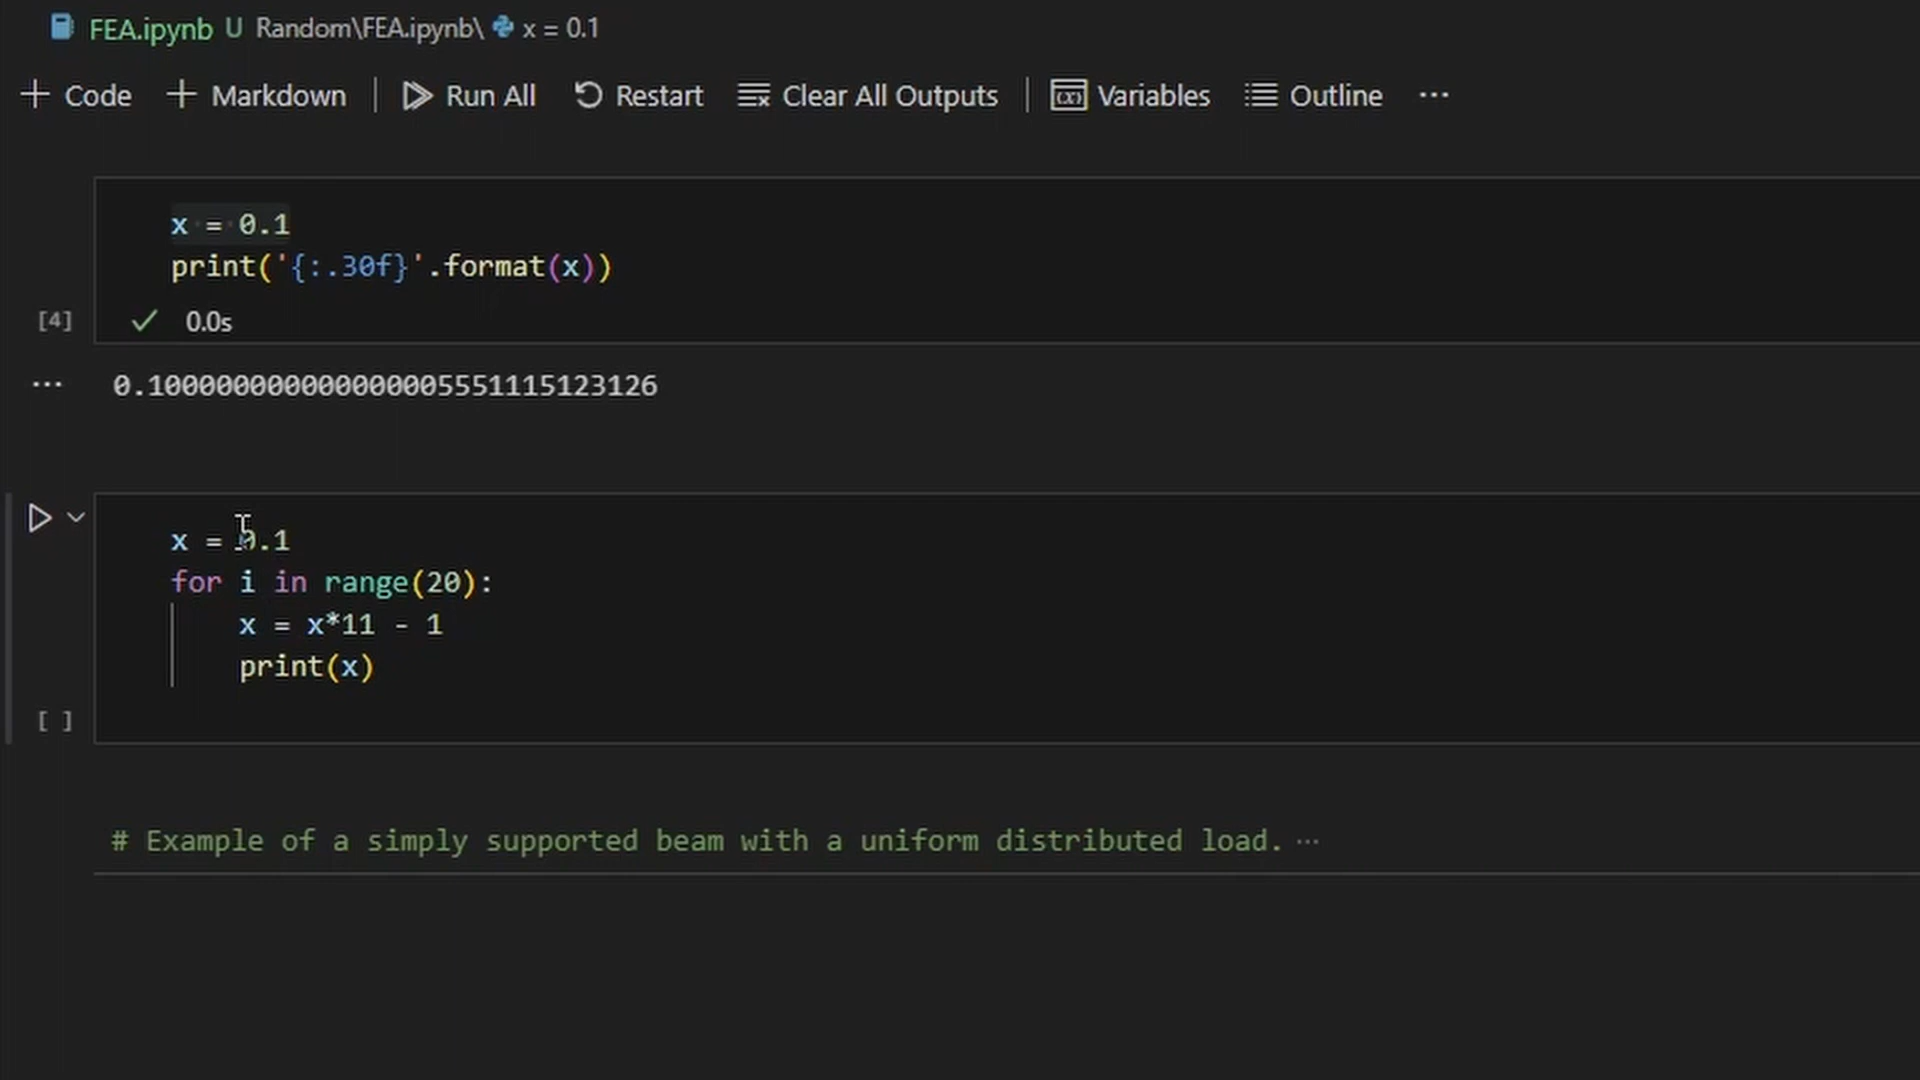 FEA.ipynb U Random\FEA.ipynb\ x = 0.1
+ Code + Markdown | Run All Restart Clear All Outputs | (x) Variables Outline ...
x = 0.1
print('{:.30f}'.format(x))
[4] 0.0s
... 0.100000000000000005551115123126
x = 0.1
for i in range(20):
    x = x*11 - 1
    print(x)
[ ]
# Example of a simply supported beam with a uniform distributed load. ...